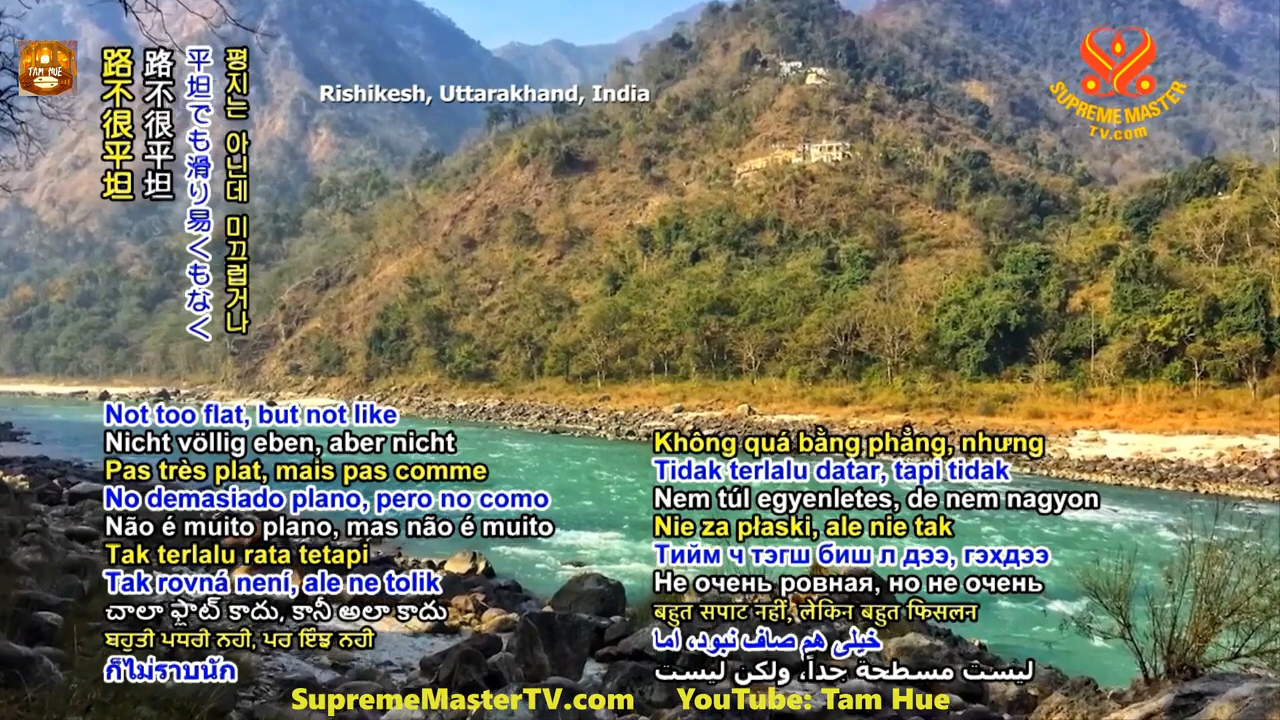 TAM HUE
路不很平坦
路不很平坦
平坦でも滑り易くもなく
평지는 아닌데 미끄럽거나
Rishikesh, Uttarakhand, India
SUPREME MASTER
TV.com
Not too flat, but not like
Nicht völlig eben, aber nicht
Pas très plat, mais pas comme
No demasiado plano, pero no como
Não é múito plano, mas não é muito
Tak terlalu rata tetapi
Tak rovná není, ale ne tolik
చాలా ఫ్లాట్ కాదు, కానీ అలా కాదు
ਬਹੁਤੀ ਪਧਰੀ ਨਹੀ, ਪਰ ਇੰਝ ਨਹੀ
ก็ไม่ราบนัก
Không quá bằng phẳng, nhưng
Tidak terlalu datar, tapi tidak
Nem túl egyenletes, de nem nagyon
Nie za płaski, ale nie tak
Тийм ч тэгш биш л дээ, гэхдээ
Не очень ровная, но не очень
बहुत सपाट नहीं, लेकिन बहुत फिसलन
خیلی هم صاف نبود، اما
ليست مسطحة جداً، ولكن ليست
SupremeMasterTV.com YouTube: Tam Hue